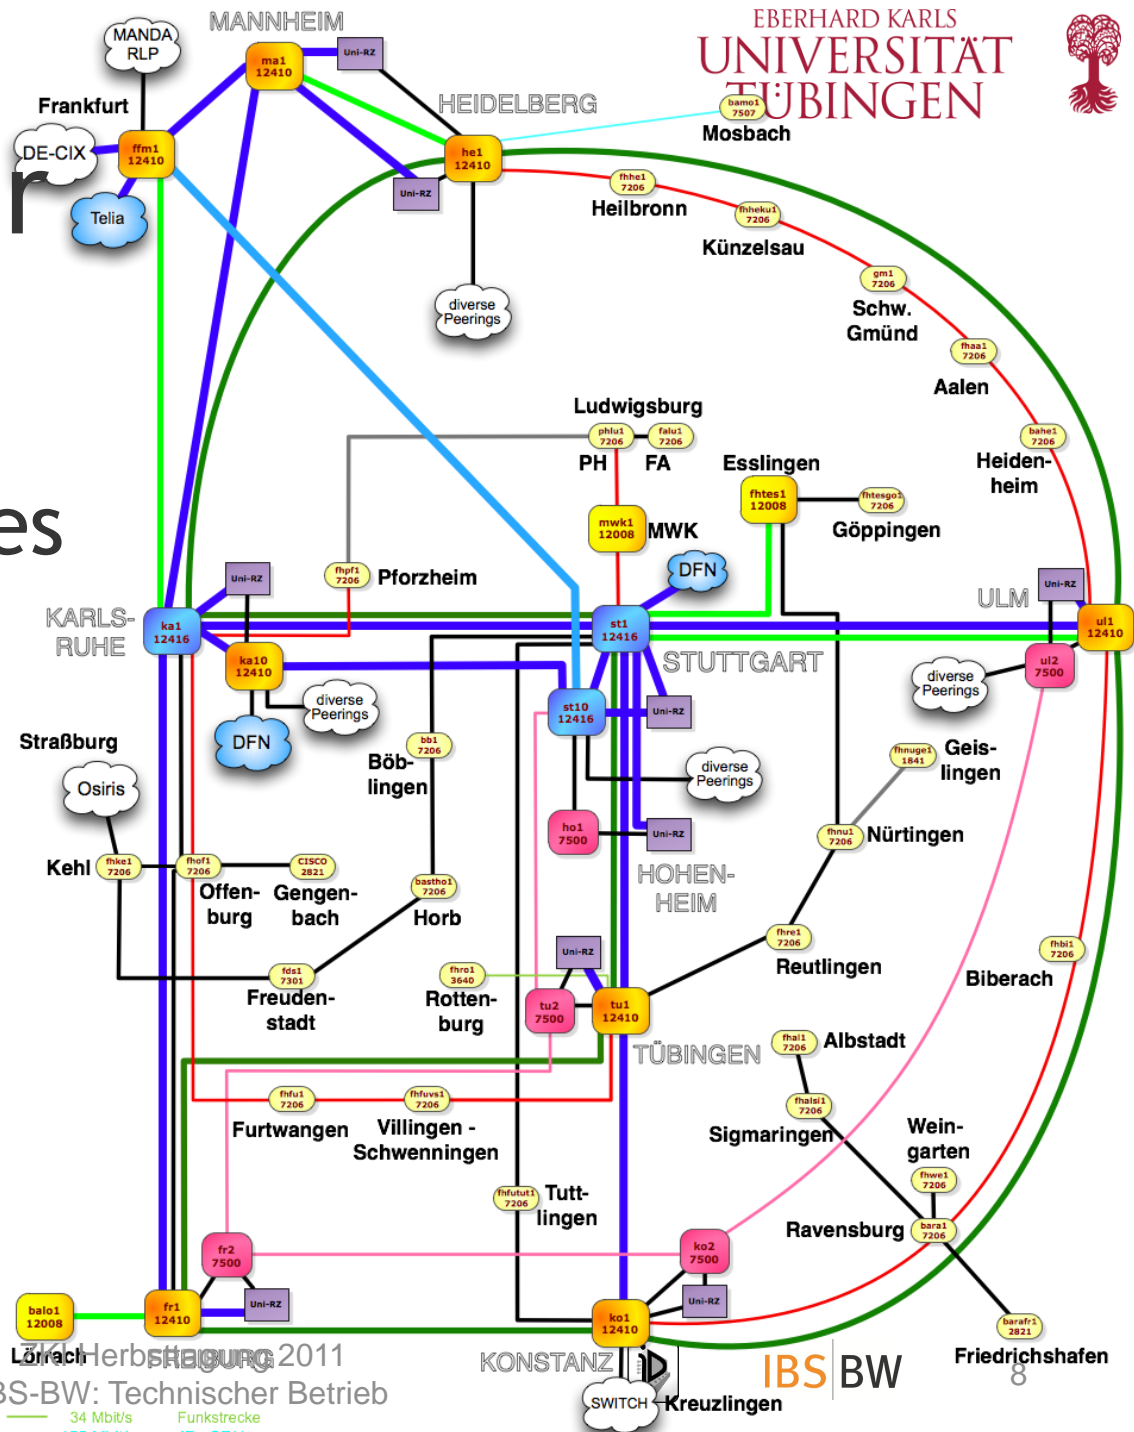 EBERHARD KARLS
UNIVERSITÄT
TÜBINGEN
MANNHEIM
MANDA
RLP
ma1
12410
Uni-RZ
Frankfurt
HEIDELBERG
bamo1
7507
Mosbach
DE-CIX
ffm1
12410
he1
12410
r
Telia
Uni-RZ
fhhe1
7206
Heilbronn
fhheku1
7206
Künzelsau
gm1
7206
Schw.
Gmünd
diverse
Peerings
fhaa1
7206
Aalen
Ludwigsburg
phlu1
7206
falu1
7206
PH
FA
bahe1
7206
Heiden-
heim
Esslingen
fhtes1
12008
fhtesgo1
7206
Göppingen
es
mwk1
12008
MWK
DFN
Uni-RZ
fhpf1
7206
Pforzheim
Uni-RZ
ULM
KARLS-
RUHE
ka1
12416
st1
12416
ul1
12410
ka10
12410
STUTTGART
ul2
7500
diverse
Peerings
diverse
Peerings
st10
12416
Uni-RZ
DFN
Straßburg
Osiris
bb1
7206
Böb-
lingen
diverse
Peerings
fhnuge1
1841
Geis-
lingen
ho1
7500
Uni-RZ
fhnu1
7206
Nürtingen
HOHEN-
HEIM
Kehl
fhke1
7206
fhof1
7206
Offen-
burg
CISCO
2821
Gengen-
bach
bastho1
7206
Horb
fhre1
7206
Reutlingen
Uni-RZ
fhbi1
7206
Biberach
fds1
7301
Freuden-
stadt
fhro1
3640
Rotten-
burg
tu2
7500
tu1
12410
TÜBINGEN
fhal1
7206
Albstadt
fhfu1
7206
Furtwangen
fhfuvs1
7206
Villingen -
Schwenningen
fhalsi1
7206
Sigmaringen
Wein-
garten
fhwe1
7206
fhfutut1
7206
Tutt-
lingen
Ravensburg
bara1
7206
fr2
7500
ko2
7500
balo1
12008
Lörrach
fr1
12410
Uni-RZ
FREIBURG
Uni-RZ
ko1
12410
KONSTANZ
barafr1
2821
Friedrichshafen
SWITCH
Kreuzlingen
ZKI Herbsttagung 2011
BS-BW: Technischer Betrieb
IBS BW
8
34 Mbit/s Funkstrecke